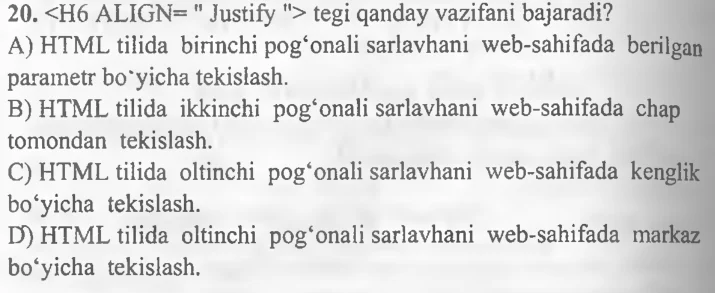 20. <H6 ALIGN= " Justify "> tegi qanday vazifani bajaradi?
A) HTML tilida birinchi pog‘onali sarlavhani web-sahifada berilgan
parametr bo‘yicha tekislash.
B) HTML tilida ikkinchi pog‘onali sarlavhani web-sahifada chap
tomondan tekislash.
C) HTML tilida oltinchi pog‘onali sarlavhani web-sahifada kenglik
bo‘yicha tekislash.
D) HTML tilida oltinchi pog‘onali sarlavhani web-sahifada markaz
bo‘yicha tekislash.